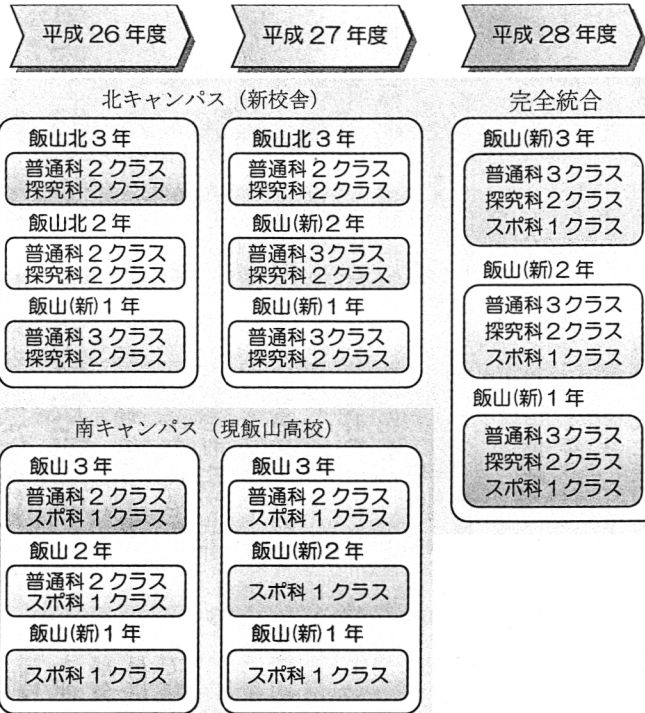 平成26年度
平成27年度
平成28年度
北キャンパス（新校舎）
飯山北3年
普通科2クラス
探究科2クラス
飯山北2年
普通科2クラス
探究科2クラス
飯山(新)1年
普通科3クラス
探究科2クラス
飯山北3年
普通科2クラス
探究科2クラス
飯山(新)2年
普通科3クラス
探究科2クラス
飯山(新)1年
普通科3クラス
探究科2クラス
完全統合
飯山(新)3年
普通科3クラス
探究科2クラス
スポ科1クラス
飯山(新)2年
普通科3クラス
探究科2クラス
スポ科1クラス
飯山(新)1年
普通科3クラス
探究科2クラス
スポ科1クラス
南キャンパス（現飯山高校）
飯山3年
普通科2クラス
スポ科1クラス
飯山2年
普通科2クラス
スポ科1クラス
飯山(新)1年
スポ科1クラス
飯山3年
普通科2クラス
スポ科1クラス
飯山(新)2年
スポ科1クラス
飯山(新)1年
スポ科1クラス